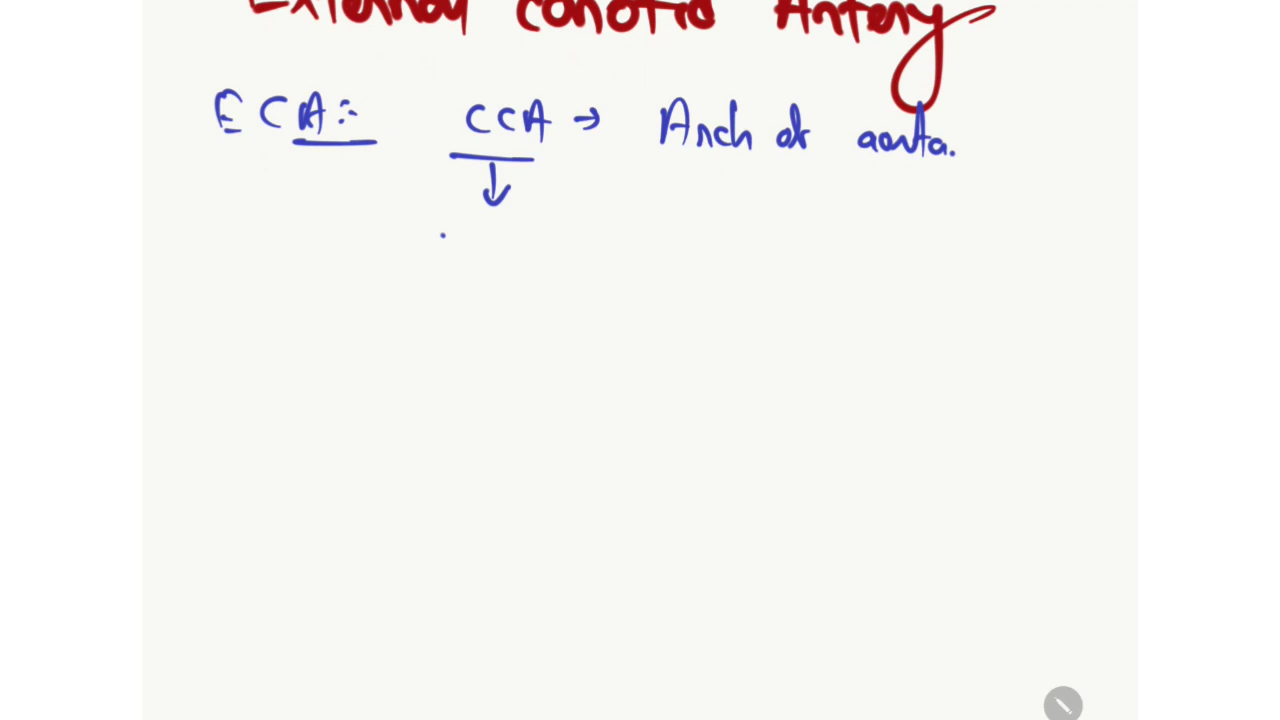 External Carotid Artery
ECA:- CCA → Arch of aorta.
↓